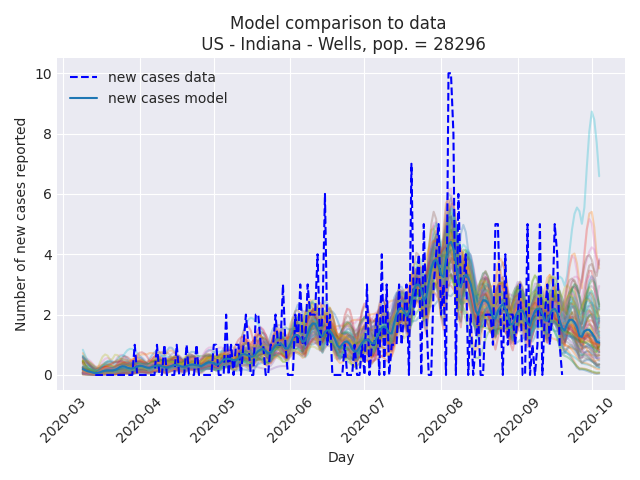 Model comparison to data
US - Indiana - Wells, pop. = 28296
new cases data
new cases model
Number of new cases reported
10
8
6
4
2
0
2020-03
2020-04
2020-05
2020-06
2020-07
2020-08
2020-09
2020-10
Day